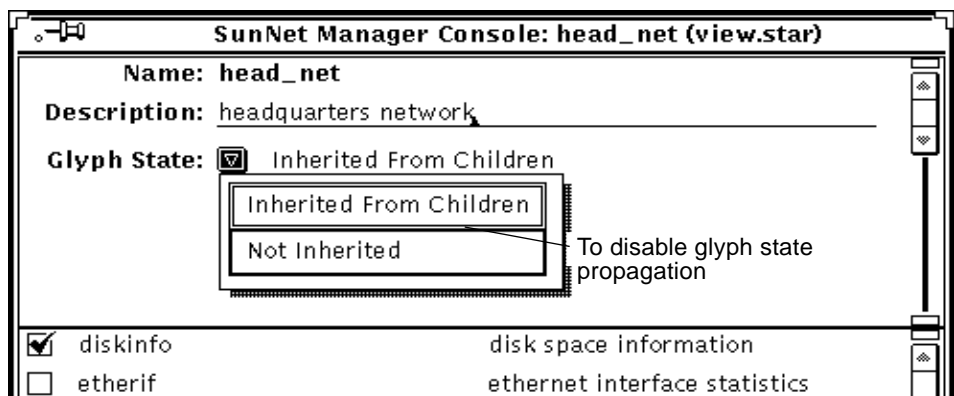 SunNet Manager Console: head_net (view.star)
Name: head_net
Description: headquarters network
Glyph State: Inherited From Children
Inherited From Children
Not Inherited
To disable glyph state
propagation
diskinfo disk space information
etherif ethernet interface statistics